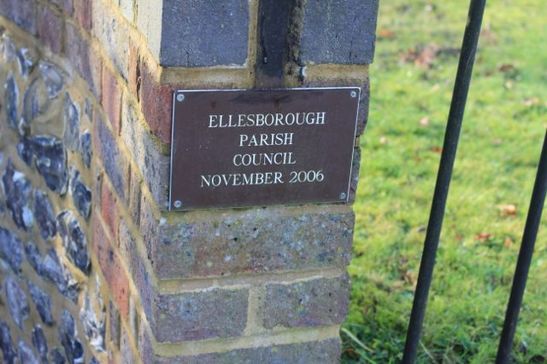 ELLESBOROUGH
PARISH
COUNCIL
NOVEMBER 2006